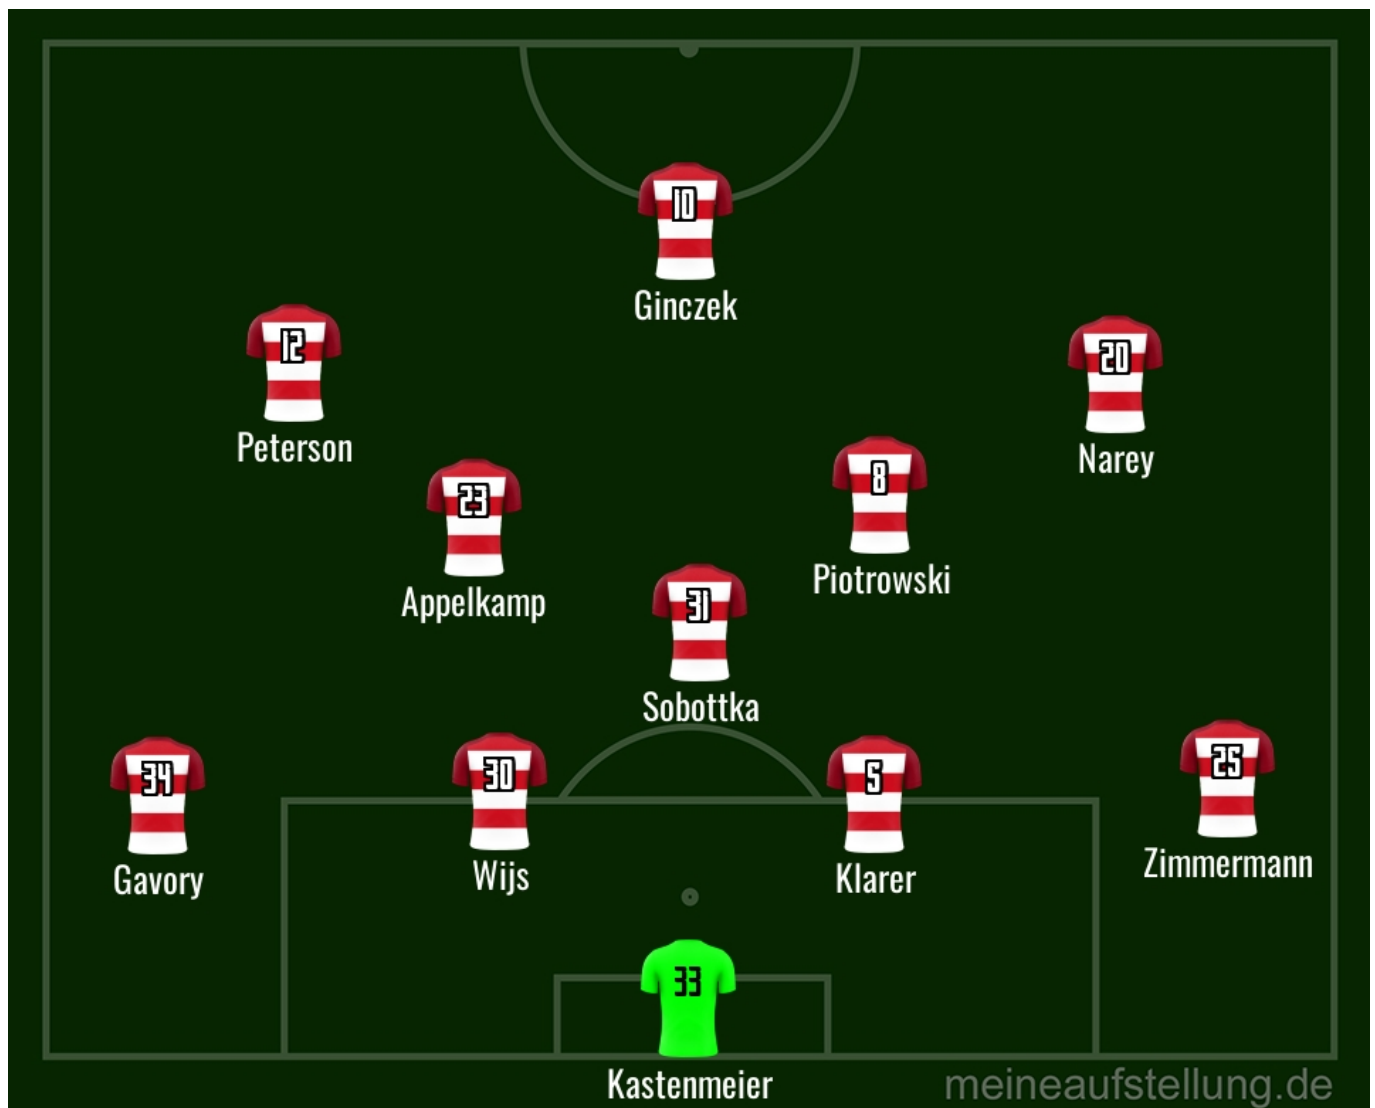 10
Ginczek
12
Peterson
20
Narey
23
Appelkamp
8
Piotrowski
31
Sobottka
34
Gavory
30
Wijs
5
Klarer
25
Zimmermann
33
Kastenmeier
meineaufstellung.de